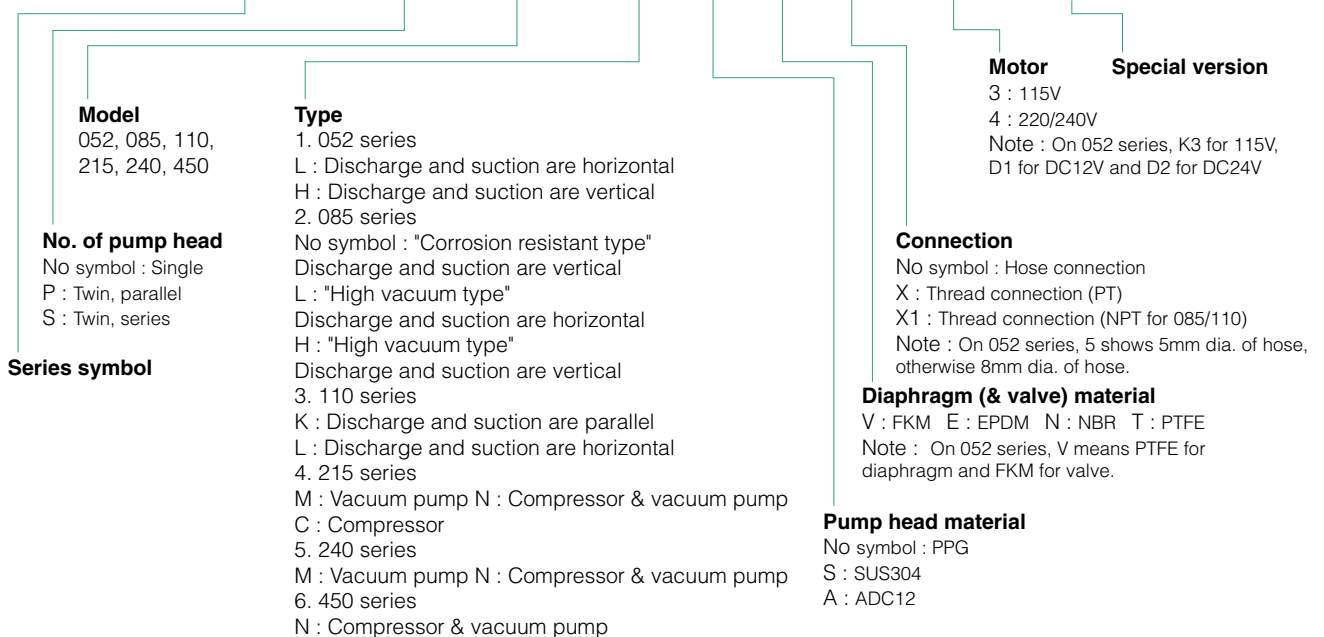 Motor
3 : 115V
4 : 220/240V
Note : On 052 series, K3 for 115V,
D1 for DC12V and D2 for DC24V
Special version
Model
052, 085, 110,
215, 240, 450
Type
1. 052 series
L : Discharge and suction are horizontal
H : Discharge and suction are vertical
2. 085 series
No symbol : "Corrosion resistant type"
Discharge and suction are vertical
L : "High vacuum type"
Discharge and suction are horizontal
H : "High vacuum type"
Discharge and suction are vertical
3. 110 series
K : Discharge and suction are parallel
L : Discharge and suction are horizontal
4. 215 series
M : Vacuum pump N : Compressor & vacuum pump
C : Compressor
5. 240 series
M : Vacuum pump N : Compressor & vacuum pump
6. 450 series
N : Compressor & vacuum pump
No. of pump head
No symbol : Single
P : Twin, parallel
S : Twin, series
Series symbol
Connection
No symbol : Hose connection
X : Thread connection (PT)
X1 : Thread connection (NPT for 085/110)
Note : On 052 series, 5 shows 5mm dia. of hose,
otherwise 8mm dia. of hose.
Diaphragm (& valve) material
V : FKM E : EPDM N : NBR T : PTFE
Note : On 052 series, V means PTFE for
diaphragm and FKM for valve.
Pump head material
No symbol : PPG
S : SUS304
A : ADC12